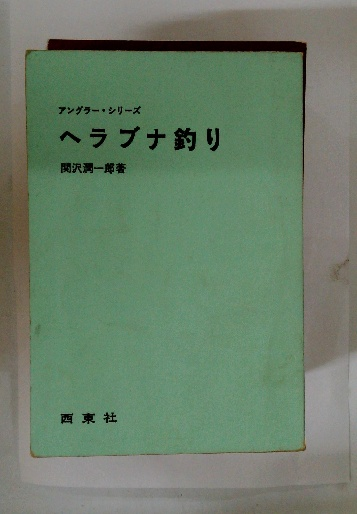 アングラー・シリーズ
ヘラブナ釣り
関沢潤一郎著
西東社